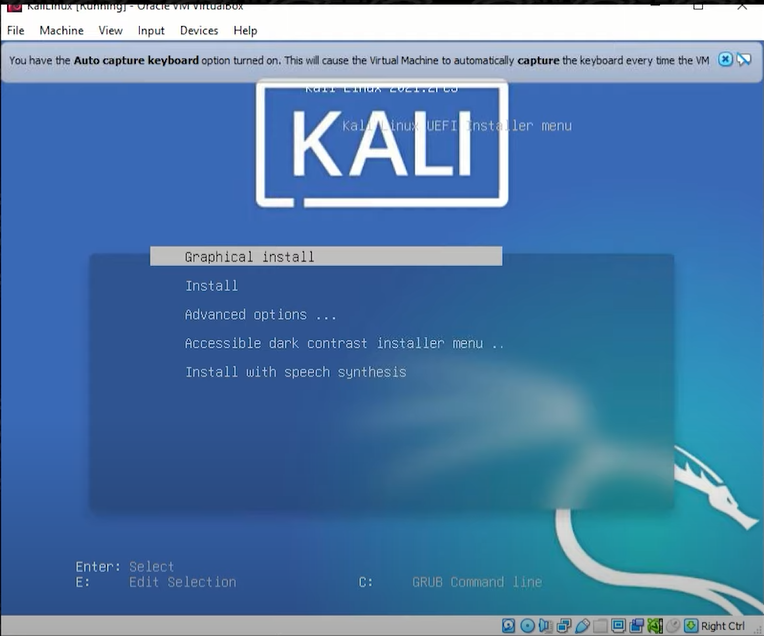 KaliLinux [Running] - Oracle VM VirtualBox
File Machine View Input Devices Help
You have the Auto capture keyboard option turned on. This will cause the Virtual Machine to automatically capture the keyboard every time the VM
Kali Linux 2021.2
Kali Linux UEFI Installer menu
KALI
Graphical install
Install
Advanced options ...
Accessible dark contrast installer menu ..
Install with speech synthesis
Enter: Select
E: Edit Selection C: GRUB Command line
Right Ctrl